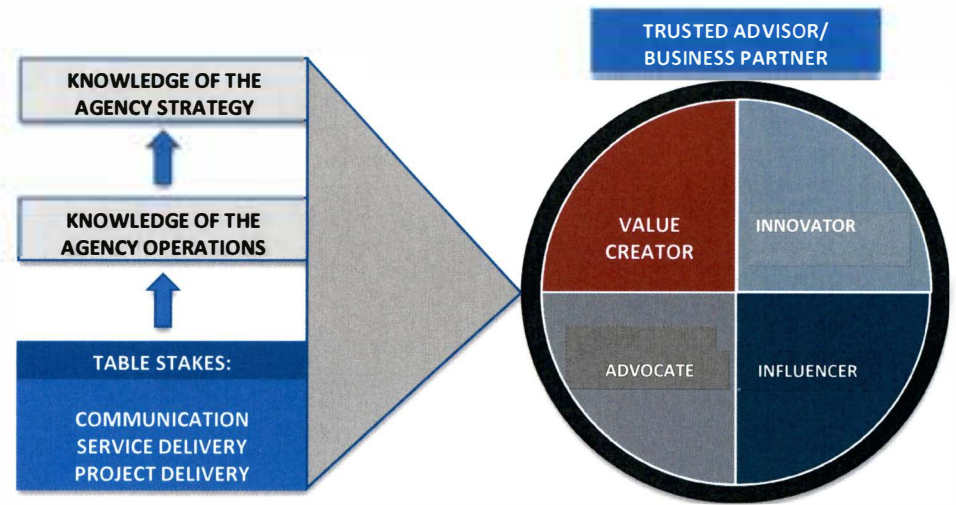 KNOWLEDGE OF THE
AGENCY STRATEGY
KNOWLEDGE OF THE
AGENCY OPERATIONS
TABLE STAKES:
COMMUNICATION
SERVICE DELIVERY
PROJECT DELIVERY
TRUSTED ADVISOR/
BUSINESS PARTNER
VALUE
CREATOR
INNOVATOR
ADVOCATE
INFLUENCER